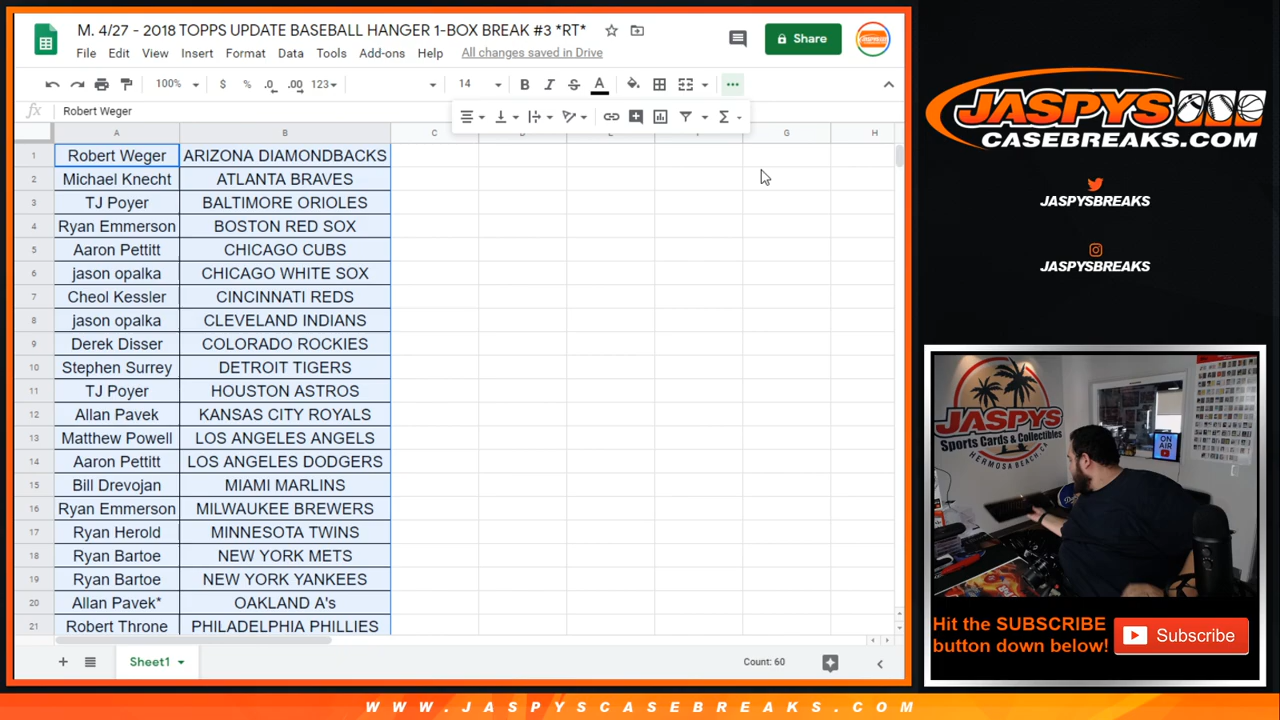 M. 4/27 - 2018 TOPPS UPDATE BASEBALL HANGER 1-BOX BREAK #3 *RT*
File Edit View Insert Format Data Tools Add-ons Help All changes saved in Drive
Share
100% $ % .0 .00 123 14 B I S A
fx Robert Weger
A B C G H
1 Robert Weger ARIZONA DIAMONDBACKS
2 Michael Knecht ATLANTA BRAVES
3 TJ Poyer BALTIMORE ORIOLES
4 Ryan Emmerson BOSTON RED SOX
5 Aaron Pettitt CHICAGO CUBS
6 jason opalka CHICAGO WHITE SOX
7 Cheol Kessler CINCINNATI REDS
8 jason opalka CLEVELAND INDIANS
9 Derek Disser COLORADO ROCKIES
10 Stephen Surrey DETROIT TIGERS
11 TJ Poyer HOUSTON ASTROS
12 Allan Pavek KANSAS CITY ROYALS
13 Matthew Powell LOS ANGELES ANGELS
14 Aaron Pettitt LOS ANGELES DODGERS
15 Bill Drevojan MIAMI MARLINS
16 Ryan Emmerson MILWAUKEE BREWERS
17 Ryan Herold MINNESOTA TWINS
18 Ryan Bartoe NEW YORK METS
19 Ryan Bartoe NEW YORK YANKEES
20 Allan Pavek* OAKLAND A's
21 Robert Throne PHILADELPHIA PHILLIES
Sheet1
Count: 60
JASPYS
CASEBREAKS.COM
JASPYSBREAKS
JASPYSBREAKS
JASPYS
Sports Cards & Collectibles
HERMOSA BEACH, CA
ON AIR
Hit the SUBSCRIBE
button down below!
Subscribe
WWW.JASPYSCASEBREAKS.COM